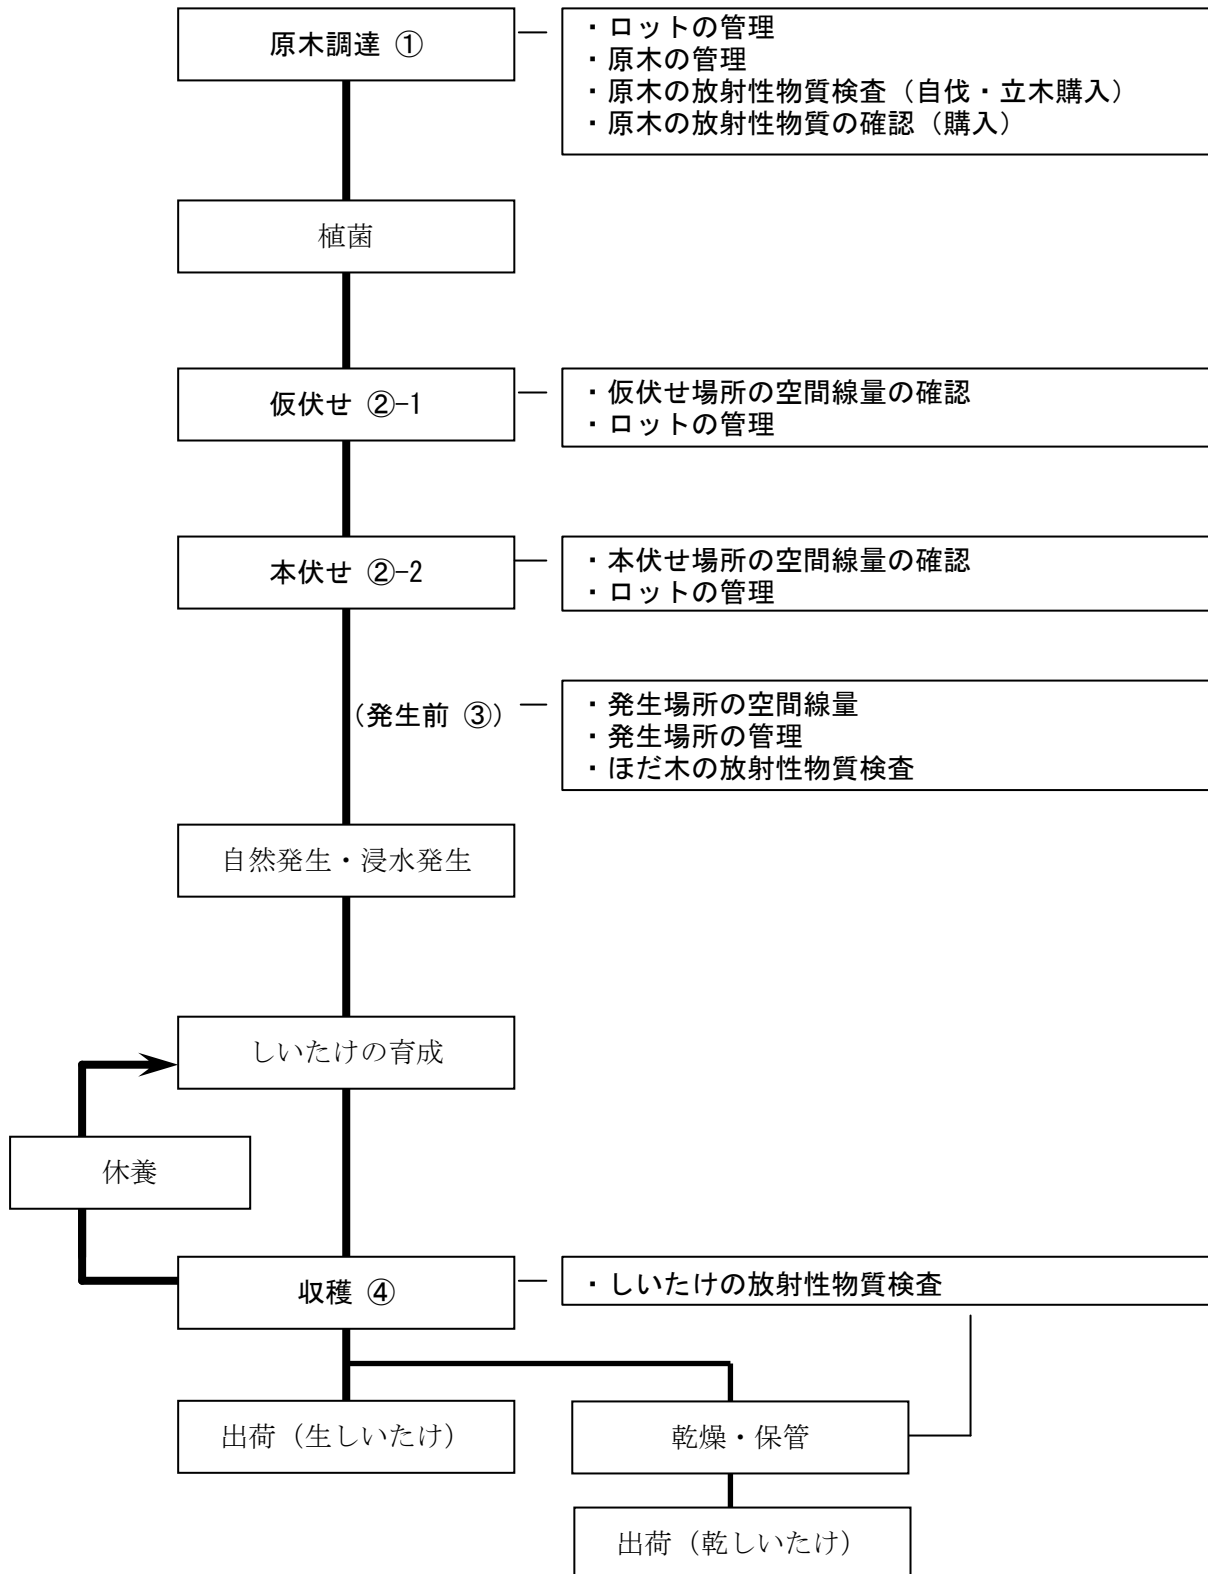 原木調達 ①
・ロットの管理
・原木の管理
・原木の放射性物質検査（自伐・立木購入）
・原木の放射性物質の確認（購入）
植菌
仮伏せ ②-1
・仮伏せ場所の空間線量の確認
・ロットの管理
本伏せ ②-2
・本伏せ場所の空間線量の確認
・ロットの管理
（発生前 ③）
・発生場所の空間線量
・発生場所の管理
・ほだ木の放射性物質検査
自然発生・浸水発生
しいたけの育成
休養
収穫 ④
・しいたけの放射性物質検査
出荷（生しいたけ）
乾燥・保管
出荷（乾しいたけ）